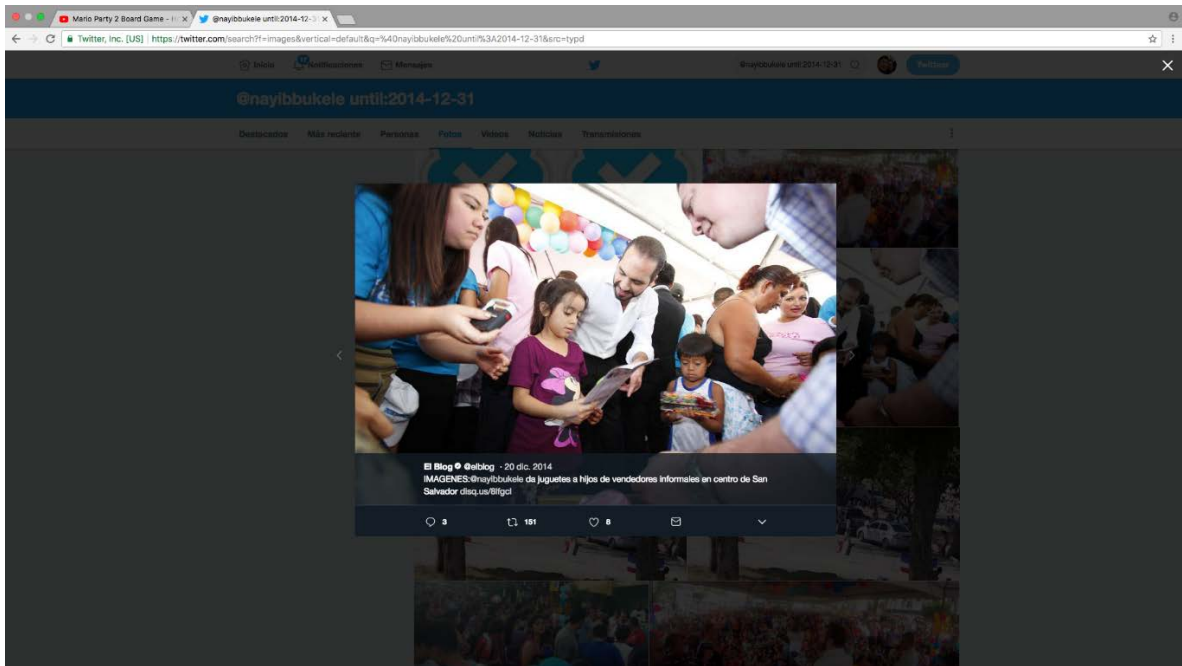 Mario Party 2 Board Game - H
@nayibbukele until:2014-12-3
Twitter, Inc. [US] | https://twitter.com/search?f=images&vertical=default&q=%40nayibbukele%20until%3A2014-12-31&src=typd
Inicio Notificaciones Mensajes @nayibbukele until:2014-12-31 Twittear
@nayibbukele until:2014-12-31
Destacados Más reciente Personas Fotos Videos Noticias Transmisiones
El Blog @elblog · 20 dic. 2014
IMAGENES:@nayibbukele da juguetes a hijos de vendedores informales en centro de San
Salvador disq.us/8lfgcl
3 151 8